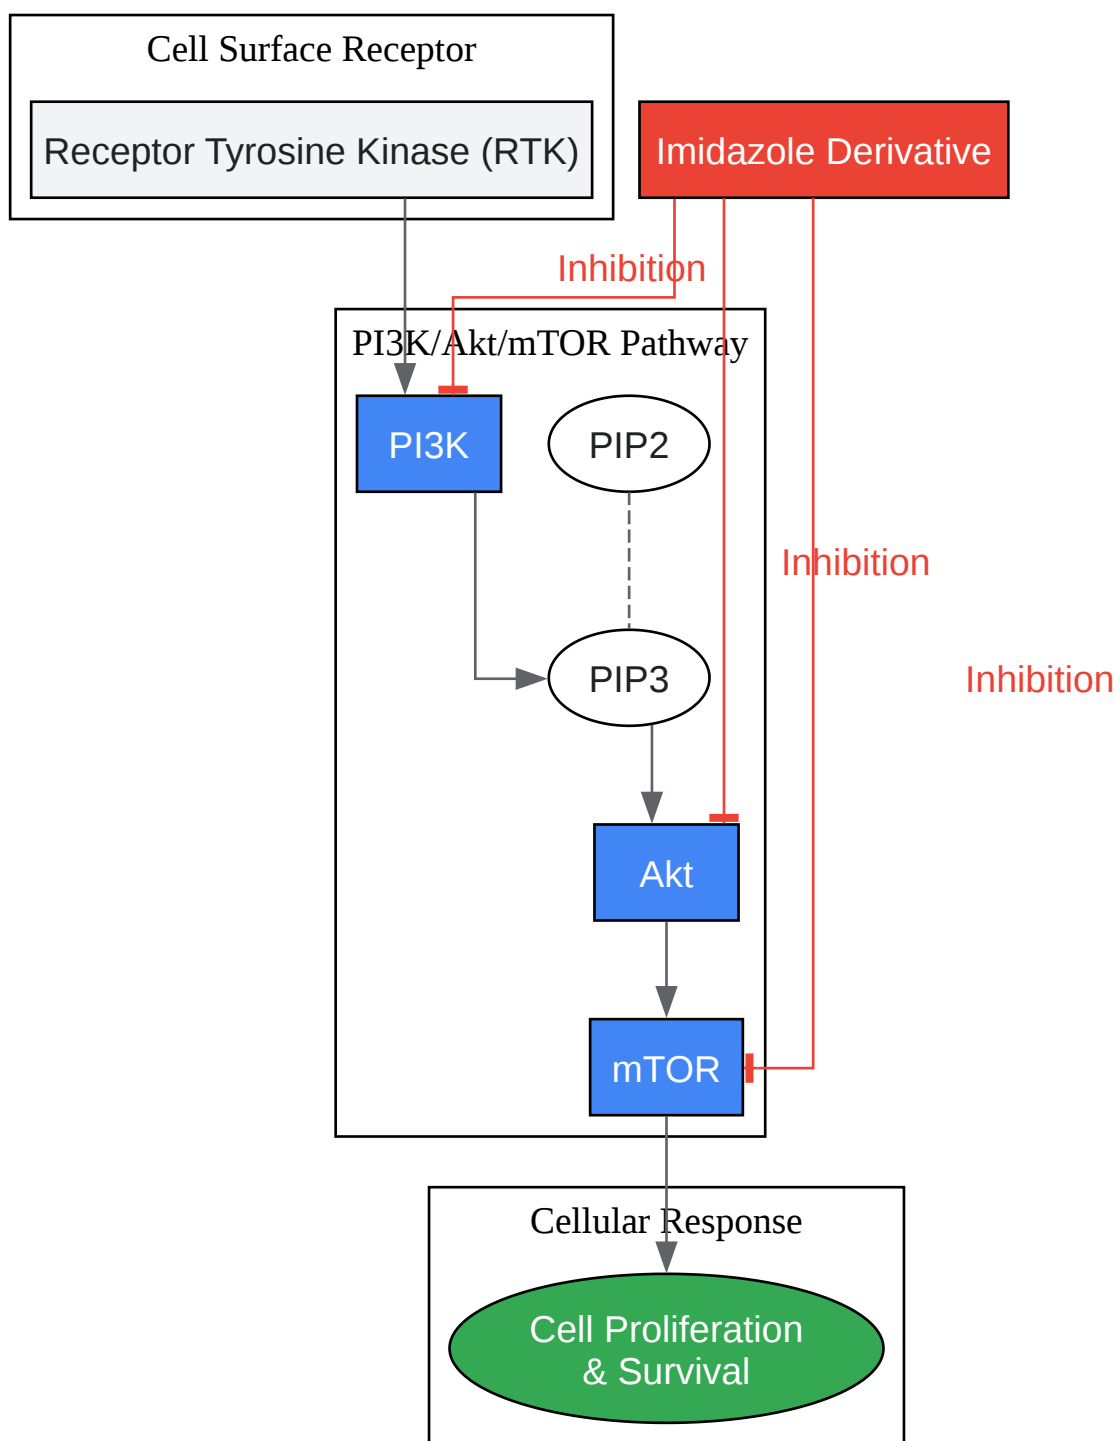 Cell Surface Receptor
Receptor Tyrosine Kinase (RTK)
Imidazole Derivative
Inhibition
PI3K/Akt/mTOR Pathway
PI3K
PIP2
Inhibition
PIP3
Inhibition
Akt
mTOR
Cellular Response
Cell Proliferation
& Survival